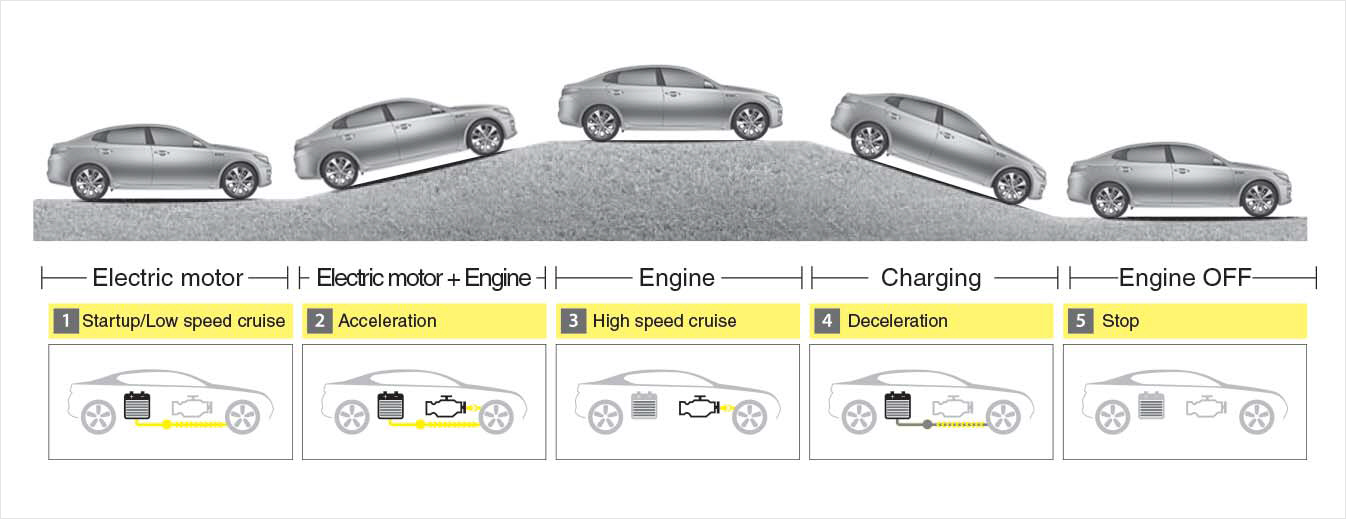 Electric motor
Electric motor + Engine
Engine
Charging
Engine OFF
1 Startup/Low speed cruise
2 Acceleration
3 High speed cruise
4 Deceleration
5 Stop